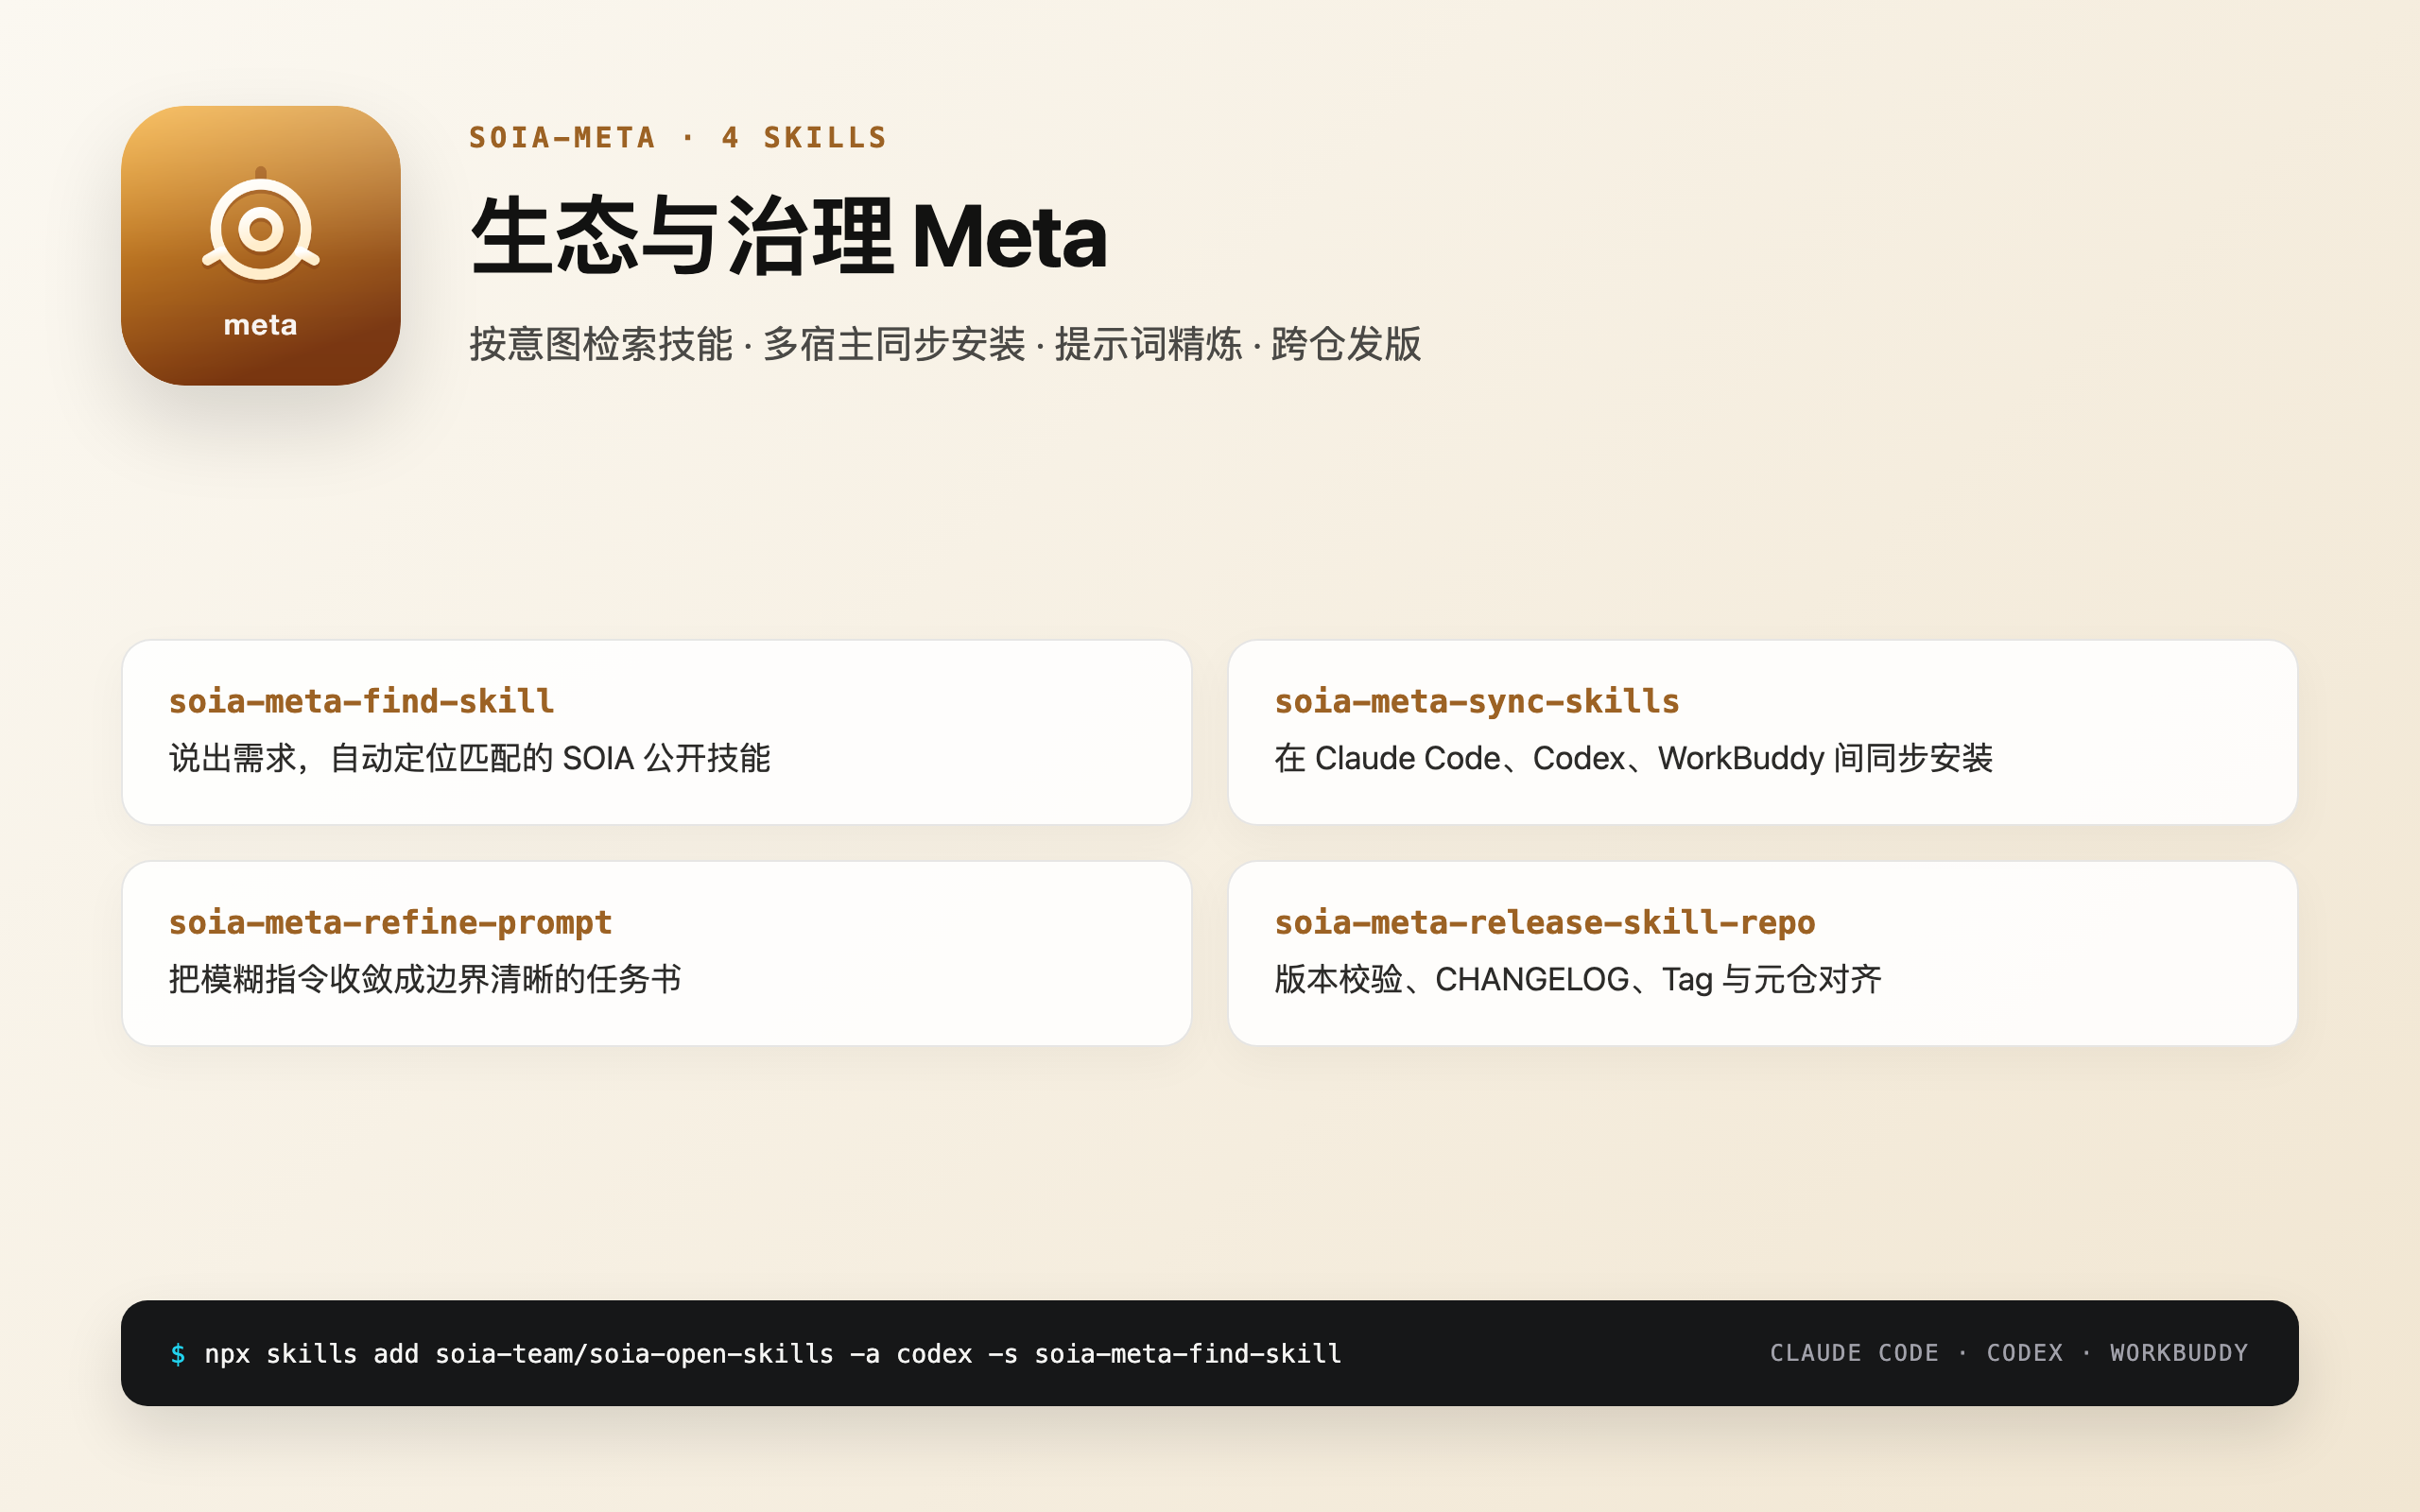 meta
SOIA-META · 4 SKILLS
生态与治理 Meta
按意图检索技能 · 多宿主同步安装 · 提示词精炼 · 跨仓发版
soia-meta-find-skill
说出需求，自动定位匹配的 SOIA 公开技能
soia-meta-sync-skills
在 Claude Code、Codex、WorkBuddy 间同步安装
soia-meta-refine-prompt
把模糊指令收敛成边界清晰的任务书
soia-meta-release-skill-repo
版本校验、CHANGELOG、Tag 与元仓对齐
$ npx skills add soia-team/soia-open-skills -a codex -s soia-meta-find-skill
CLAUDE CODE · CODEX · WORKBUDDY